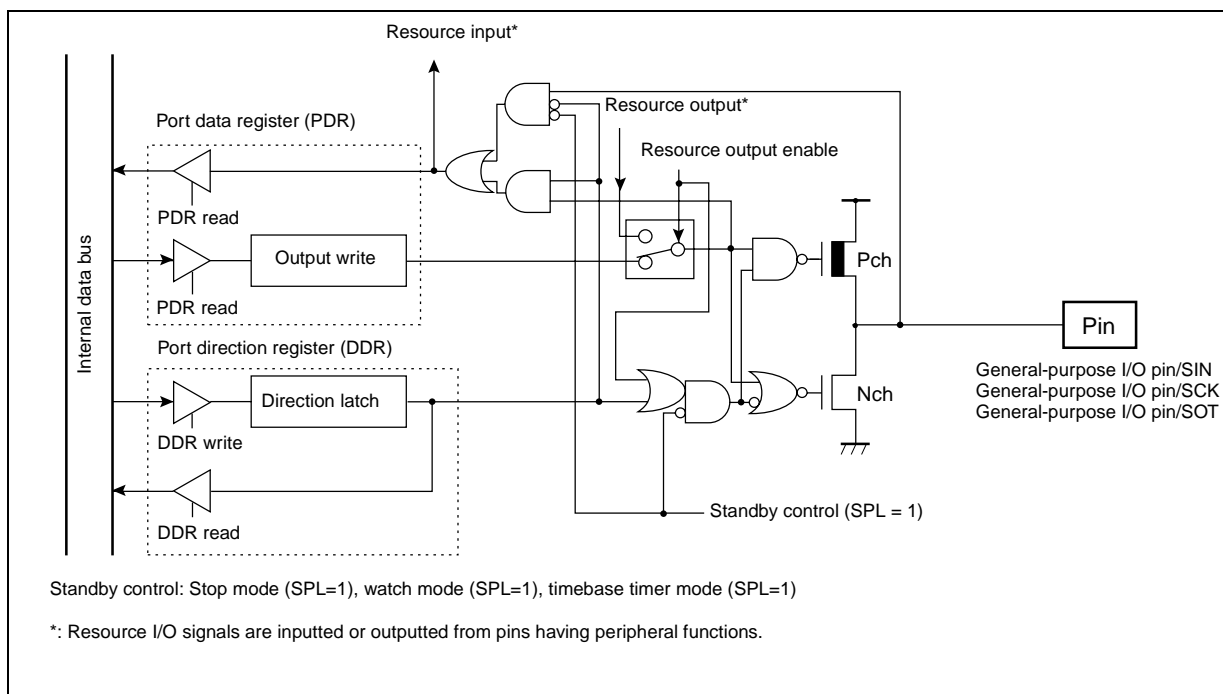 Resource input*
Resource output*
Port data register (PDR)
Resource output enable
PDR read
Output write
PDR read
Pch
Internal data bus
Pin
Port direction register (DDR)
General-purpose I/O pin/SIN
General-purpose I/O pin/SCK
General-purpose I/O pin/SOT
Direction latch
Nch
DDR write
Standby control (SPL = 1)
DDR read
Standby control: Stop mode (SPL=1), watch mode (SPL=1), timebase timer mode (SPL=1)
*: Resource I/O signals are inputted or outputted from pins having peripheral functions.